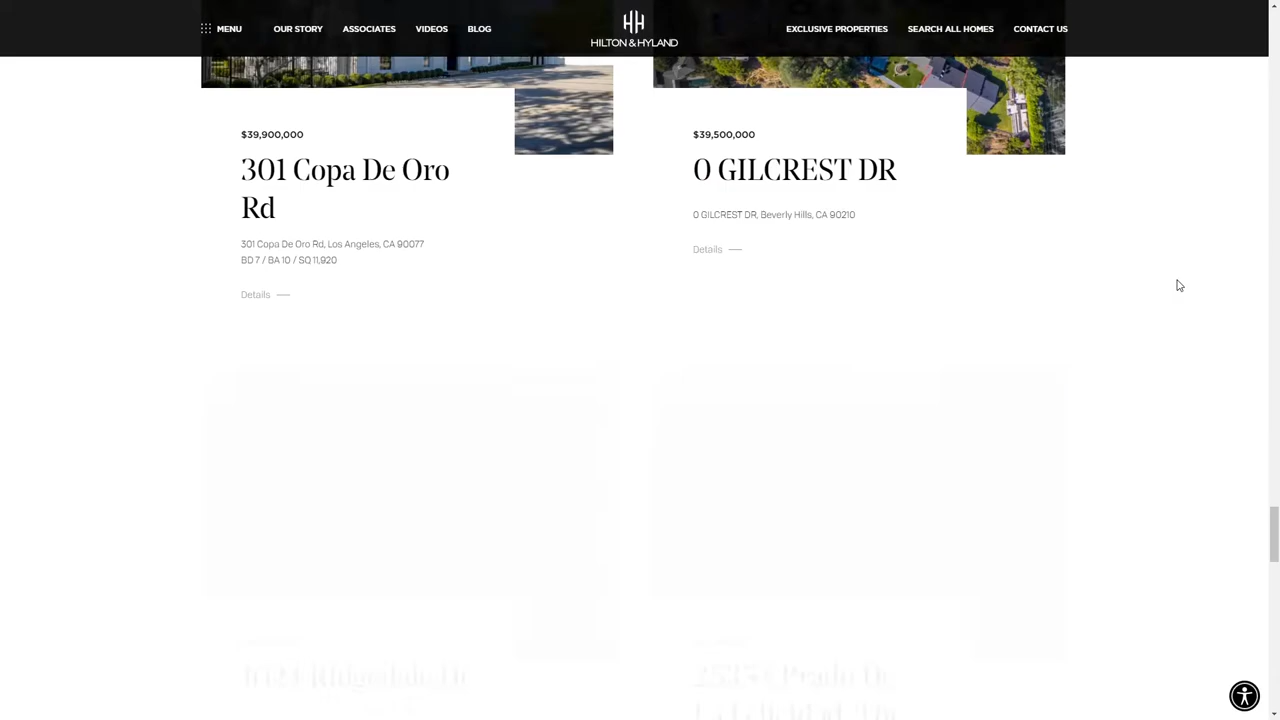 MENU
OUR STORY
ASSOCIATES
VIDEOS
BLOG
HILTON & HYLAND
EXCLUSIVE PROPERTIES
SEARCH ALL HOMES
CONTACT US
$39,900,000
301 Copa De Oro
Rd
301 Copa De Oro Rd, Los Angeles, CA 90077
BD 7 / BA 10 / SQ 11,920
Details
$39,500,000
0 GILCREST DR
0 GILCREST DR, Beverly Hills, CA 90210
Details